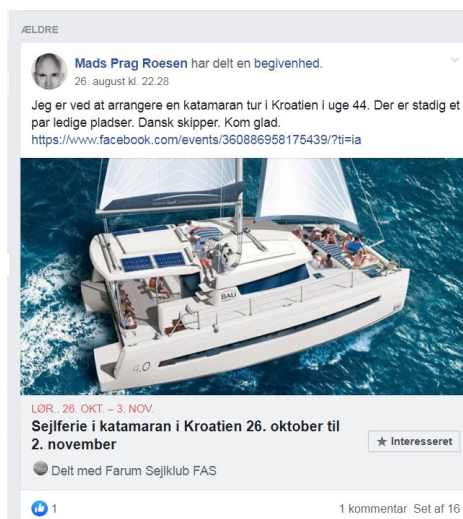 ÆLDRE
Mads Prag Roesen har delt en begivenhed.
26. august kl. 22.28
Jeg er ved at arrangere en katamaran tur i Kroatien i uge 44. Der er stadig et
par ledige pladser. Dansk skipper. Kom glad.
https://www.facebook.com/events/360886958175439/?ti=ia
BALI
BALI
4.0
LØR., 26. OKT. – 3. NOV.
Sejlferie i katamaran i Kroatien 26. oktober til
2. november
Interesseret
Delt med Farum Sejlklub FAS
1
1 kommentar Set af 16